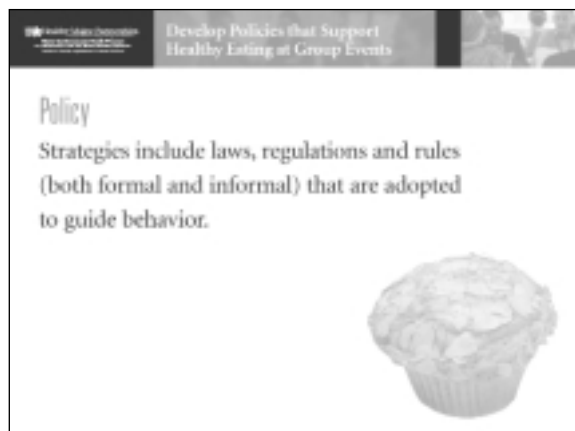 Develop Policies that Support
Healthy Eating at Group Events
Policy
Strategies include laws, regulations and rules
(both formal and informal) that are adopted
to guide behavior.